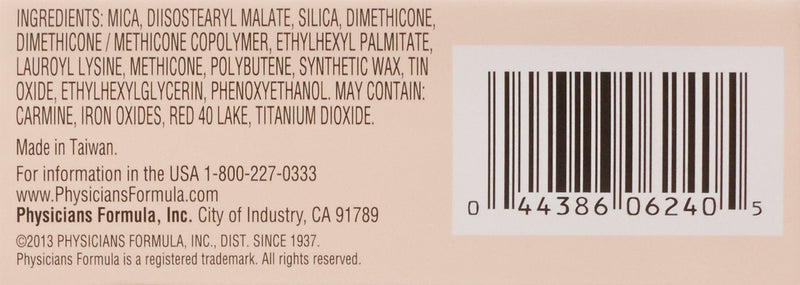 INGREDIENTS: MICA, DIISOSTEARYL MALATE, SILICA, DIMETHICONE,
DIMETHICONE / METHICONE COPOLYMER, ETHYLHEXYL PALMITATE,
LAUROYL LYSINE, METHICONE, POLYBUTENE, SYNTHETIC WAX, TIN
OXIDE, ETHYLHEXYLGLYCERIN, PHENOXYETHANOL. MAY CONTAIN:
CARMINE, IRON OXIDES, RED 40 LAKE, TITANIUM DIOXIDE.
Made in Taiwan.
For information in the USA 1-800-227-0333
www.PhysiciansFormula.com
Physicians Formula, Inc. City of Industry, CA 91789
©2013 PHYSICIANS FORMULA, INC., DIST. SINCE 1937.
Physicians Formula is a registered trademark. All rights reserved.
0 44386 06240 5